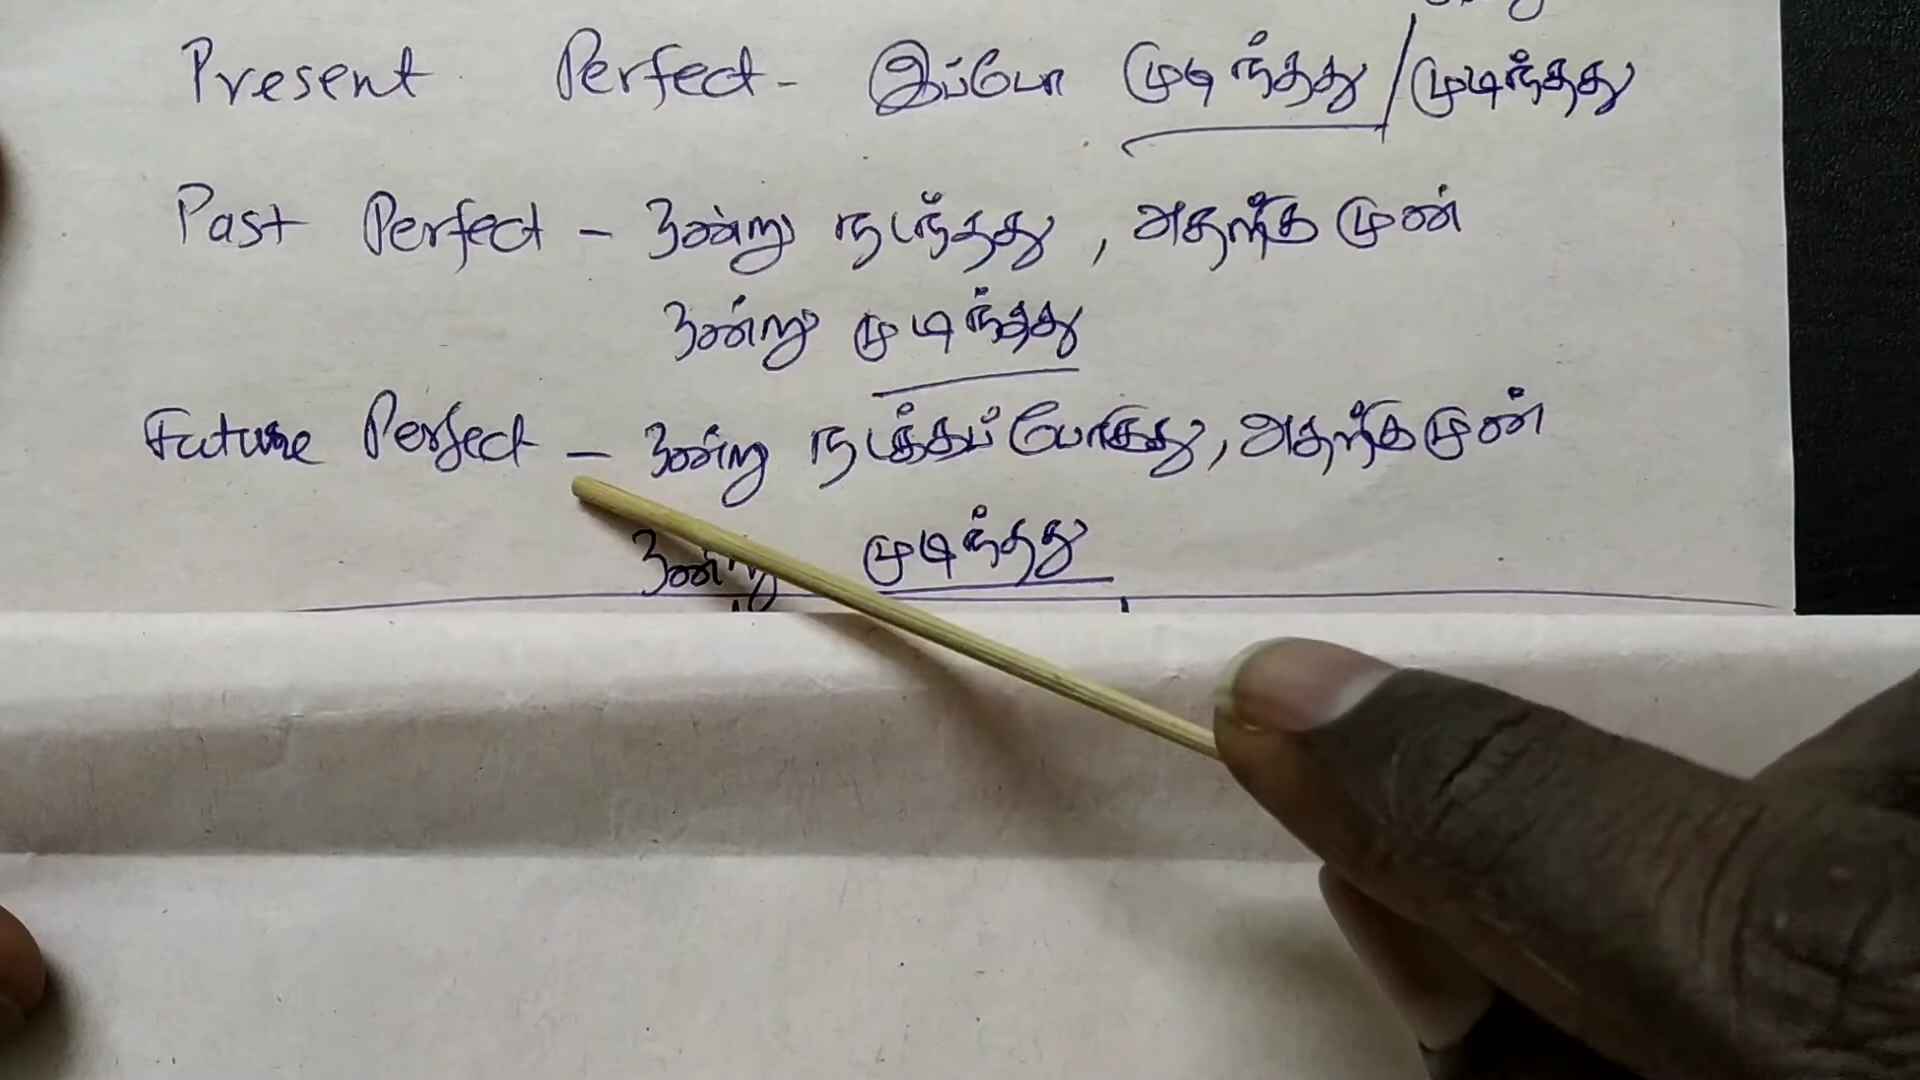 Present Perfect - இப்போ முடிந்தது / முடிந்தது
Past Perfect - ஒன்று நடந்தது, அதற்கு முன்
ஒன்று முடிந்தது
Future Perfect - ஒன்று நடக்கப் போகுது, அதற்கு முன்
ஒன்று முடிந்தது